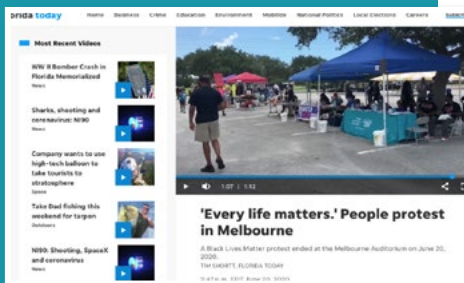 orida today
Home Business Crime Education Environment Mobilize National Politics Local Elections Careers
Most Recent Videos
WW II Bomber Crash in
Florida Memorialized
News
Sharks, shooting and
coronavirus: N190
News
Company wants to use
high-tech balloon to
take tourists to
stratosphere
Space
Take Dad fishing this
weekend for tarpon
Outdoors
N190: Shooting, SpaceX
and coronavirus
News
1:07 | 1:12
'Every life matters.' People protest
in Melbourne
A Black Lives Matter protest ended at the Melbourne Auditorium on June 20,
2020.
TIM SHORTT, FLORIDA TODAY